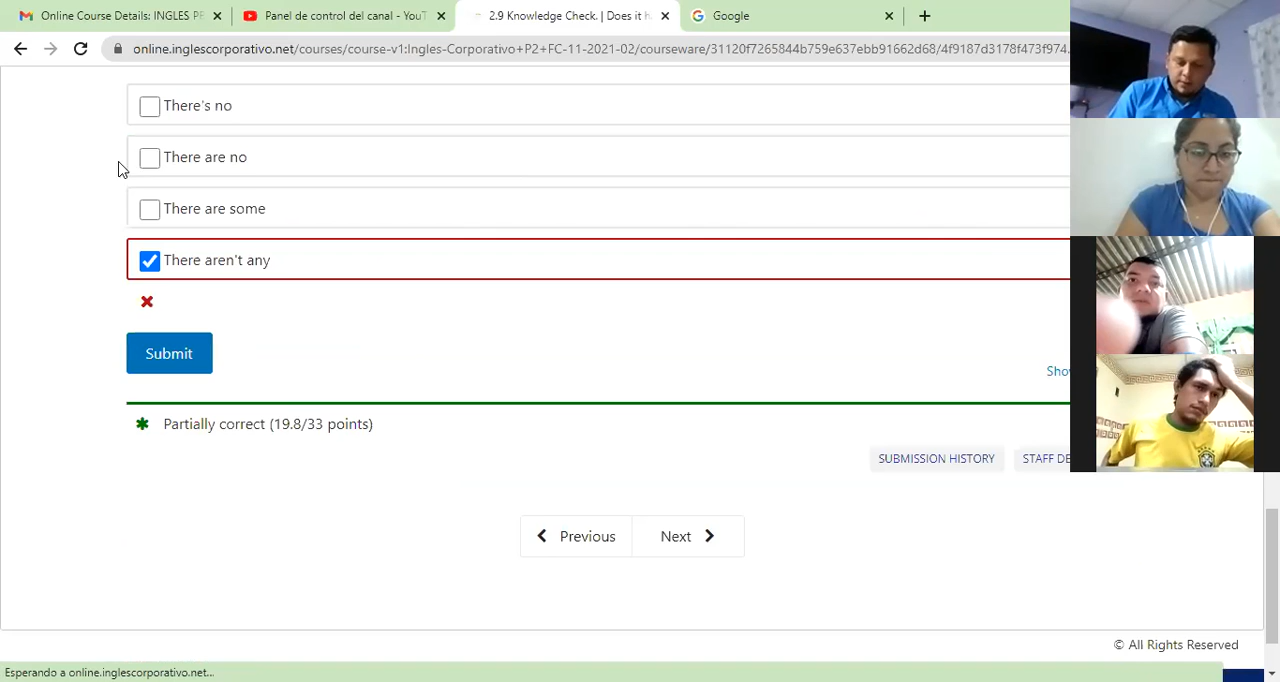 Online Course Details: INGLES PE
Panel de control del canal - YouT
2.9 Knowledge Check. | Does it h
Google
online.inglescorporativo.net/courses/course-v1:Ingles-Corporativo+P2+FC-11-2021-02/courseware/31120f7265844b759e637ebb91662d68/4f9187d3178f473f974
There's no
There are no
There are some
There aren't any
Submit
Sho
Partially correct (19.8/33 points)
SUBMISSION HISTORY
STAFF DE
Previous
Next
© All Rights Reserved
Esperando a online.inglescorporativo.net...